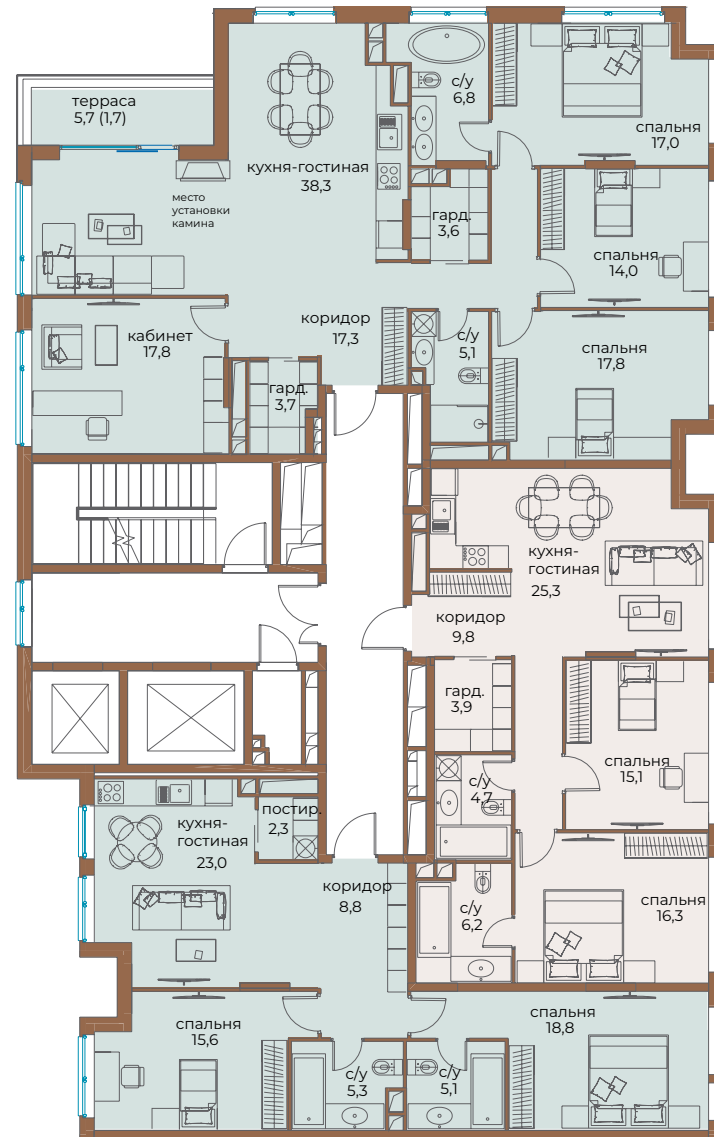 терраса
5,7 (1,7)
кухня-гостиная
38,3
место
установки
камина
с/у
6,8
спальня
17,0
гард.
3,6
спальня
14,0
кабинет
17,8
коридор
17,3
с/у
5,1
спальня
17,8
гард.
3,7
кухня-
гостиная
25,3
коридор
9,8
гард.
3,9
спальня
15,1
с/у
4,7
кухня-
гостиная
23,0
постир.
2,3
коридор
8,8
с/у
6,2
спальня
16,3
спальня
15,6
с/у
5,3
с/у
5,1
спальня
18,8